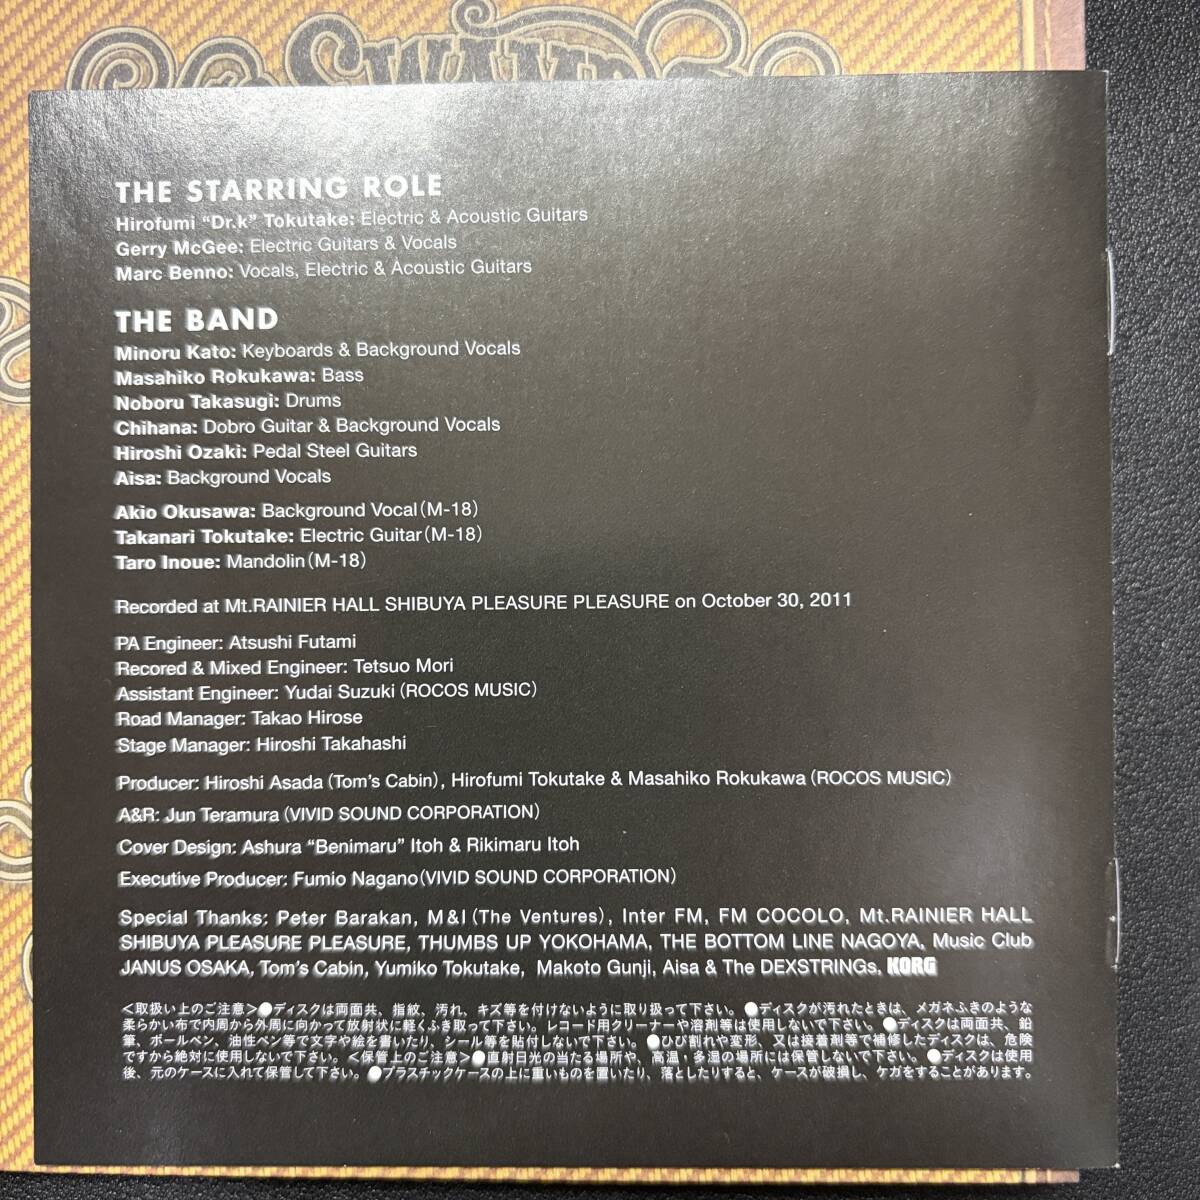 SWAMP
THE STARRING ROLE
Hirofumi “Dr.k” Tokutake: Electric & Acoustic Guitars
Gerry McGee: Electric Guitars & Vocals
Marc Benno: Vocals, Electric & Acoustic Guitars
THE BAND
Minoru Kato: Keyboards & Background Vocals
Masahiko Rokukawa: Bass
Noboru Takasugi: Drums
Chihana: Dobro Guitar & Background Vocals
Hiroshi Ozaki: Pedal Steel Guitars
Aisa: Background Vocals
Akio Okusawa: Background Vocal(M-18)
Takanari Tokutake: Electric Guitar(M-18)
Taro Inoue: Mandolin(M-18)
Recorded at Mt.RAINIER HALL SHIBUYA PLEASURE PLEASURE on October 30, 2011
PA Engineer: Atsushi Futami
Recored & Mixed Engineer: Tetsuo Mori
Assistant Engineer: Yudai Suzuki (ROCOS MUSIC)
Road Manager: Takao Hirose
Stage Manager: Hiroshi Takahashi
Producer: Hiroshi Asada (Tom's Cabin), Hirofumi Tokutake & Masahiko Rokukawa (ROCOS MUSIC)
A&R: Jun Teramura (VIVID SOUND CORPORATION)
Cover Design: Ashura “Benimaru” Itoh & Rikimaru Itoh
Executive Producer: Fumio Nagano(VIVID SOUND CORPORATION)
Special Thanks: Peter Barakan, M&I (The Ventures), Inter FM, FM COCOLO, Mt.RAINIER HALL
SHIBUYA PLEASURE PLEASURE, THUMBS UP YOKOHAMA, THE BOTTOM LINE NAGOYA, Music Club
JANUS OSAKA, Tom's Cabin, Yumiko Tokutake, Makoto Gunji, Aisa & The DEXSTRINGs, KORG
<取扱い上のご注意>●ディスクは両面共、指紋、汚れ、キズ等を付けないように取り扱って下さい。●ディスクが汚れたときは、メガネふきのような
柔らかい布で内周から外周に向かって放射状に軽くふき取って下さい。レコード用クリーナーや溶剤等は使用しないで下さい。●ディスクは両面共、鉛
筆、ボールペン、油性ペン等で文字や絵を書いたり、シール等を貼付しないで下さい。●ひび割れや変形、又は接着剤等で補修したディスクは、危険
ですから絶対に使用しないで下さい。<保管上のご注意>●直射日光の当たる場所や、高温・多湿の場所には保管しないで下さい。●ディスクは使用
後、元のケースに入れて保管して下さい。●プラスチックケースの上に重いものを置いたり、落としたりすると、ケースが破損し、ケガをすることがあります。